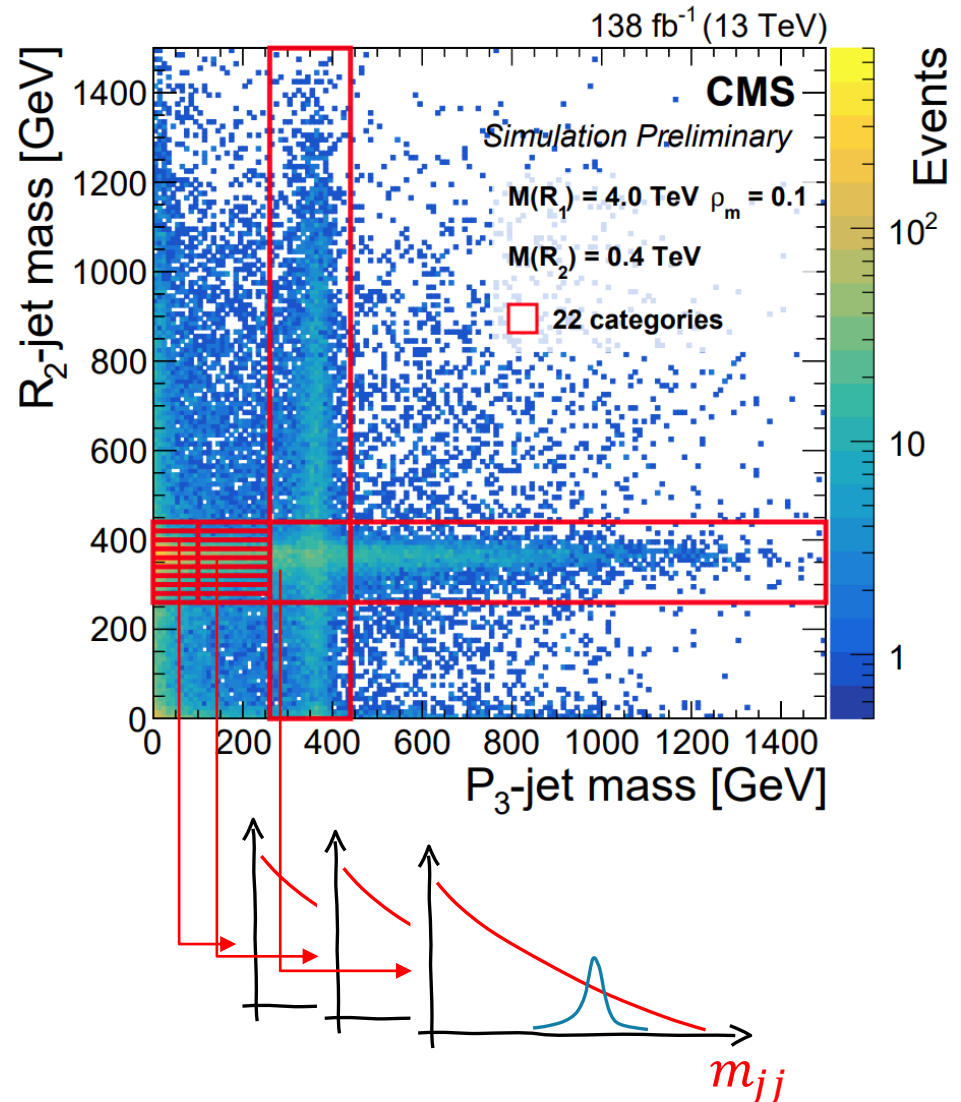 138 fb⁻¹ (13 TeV)
CMS
Simulation Preliminary
M(R₁) = 4.0 TeV ρₘ = 0.1
M(R₂) = 0.4 TeV
22 categories
R₂-jet mass [GeV]
1400
1200
1000
800
600
400
200
0
0 200 400 600 800 1000 1200 1400
P₃-jet mass [GeV]
Events
10²
10
1
m_jj